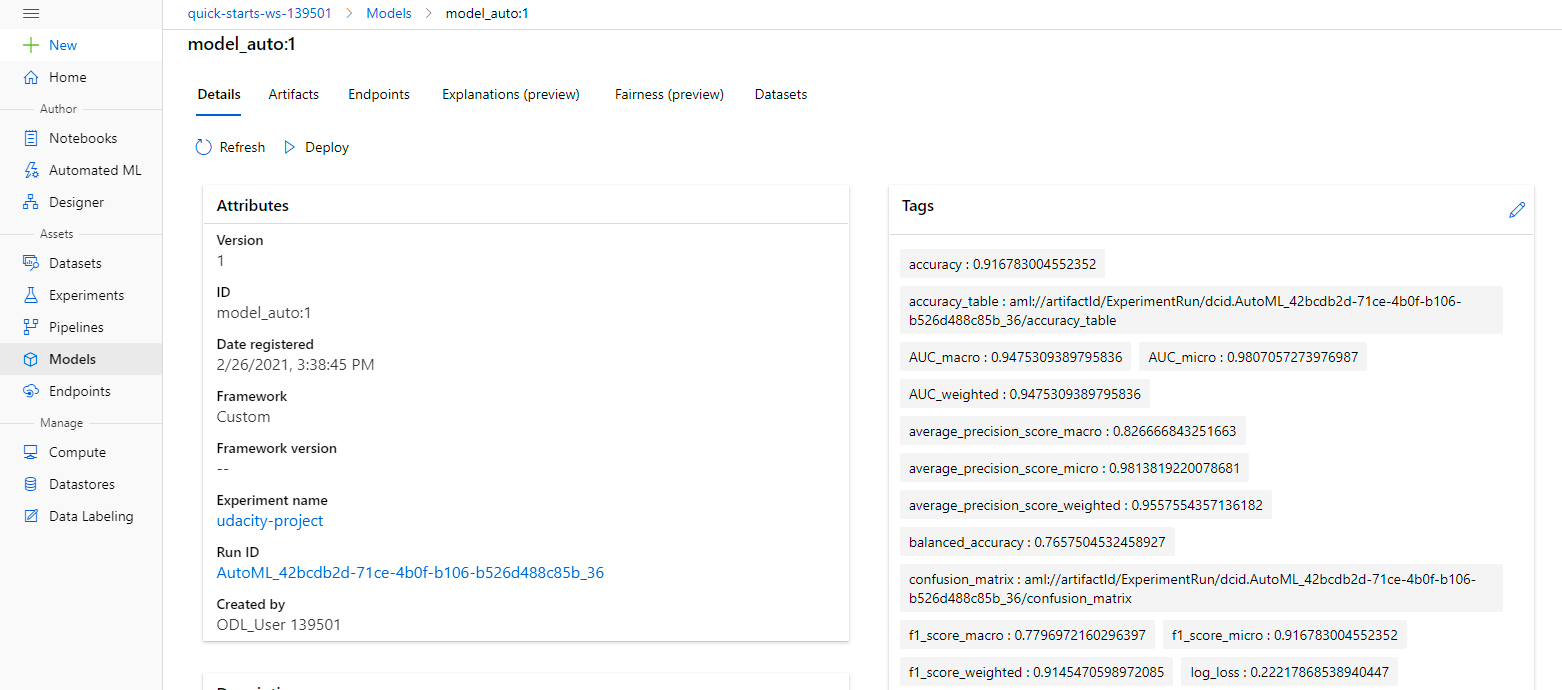 quick-starts-ws-139501 > Models > model_auto:1
New
Home
Author
Notebooks
Automated ML
Designer
Assets
Datasets
Experiments
Pipelines
Models
Endpoints
Manage
Compute
Datastores
Data Labeling
model_auto:1
Details Artifacts Endpoints Explanations (preview) Fairness (preview) Datasets
Refresh Deploy
Attributes
Version
1
ID
model_auto:1
Date registered
2/26/2021, 3:38:45 PM
Framework
Custom
Framework version
--
Experiment name
udacity-project
Run ID
AutoML_42bcdb2d-71ce-4b0f-b106-b526d488c85b_36
Created by
ODL_User 139501
Tags
accuracy : 0.916783004552352
accuracy_table : aml://artifactId/ExperimentRun/dcid.AutoML_42bcdb2d-71ce-4b0f-b106-
b526d488c85b_36/accuracy_table
AUC_macro : 0.9475309389795836 AUC_micro : 0.9807057273976987
AUC_weighted : 0.9475309389795836
average_precision_score_macro : 0.826666843251663
average_precision_score_micro : 0.9813819220078681
average_precision_score_weighted : 0.9557554357136182
balanced_accuracy : 0.7657504532458927
confusion_matrix : aml://artifactId/ExperimentRun/dcid.AutoML_42bcdb2d-71ce-4b0f-b106-
b526d488c85b_36/confusion_matrix
f1_score_macro : 0.7796972160296397 f1_score_micro : 0.916783004552352
f1_score_weighted : 0.9145470598972085 log_loss : 0.22217868538940447